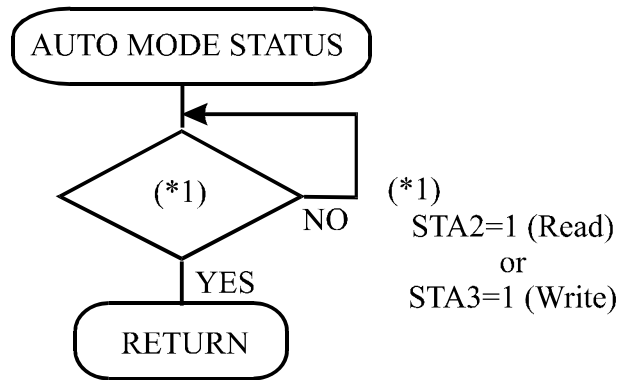 AUTO MODE STATUS
(*1)
NO
YES
RETURN
(*1)
STA2=1 (Read)
or
STA3=1 (Write)